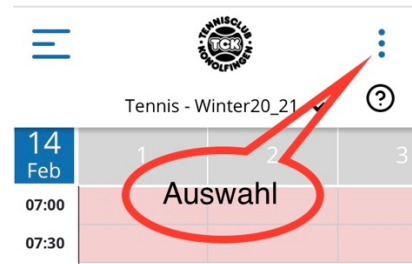 TENNISCLUB
TCK
KONOLFINGEN
Tennis - Winter20_21
?
14
Feb
1
2
3
Auswahl
07:00
07:30